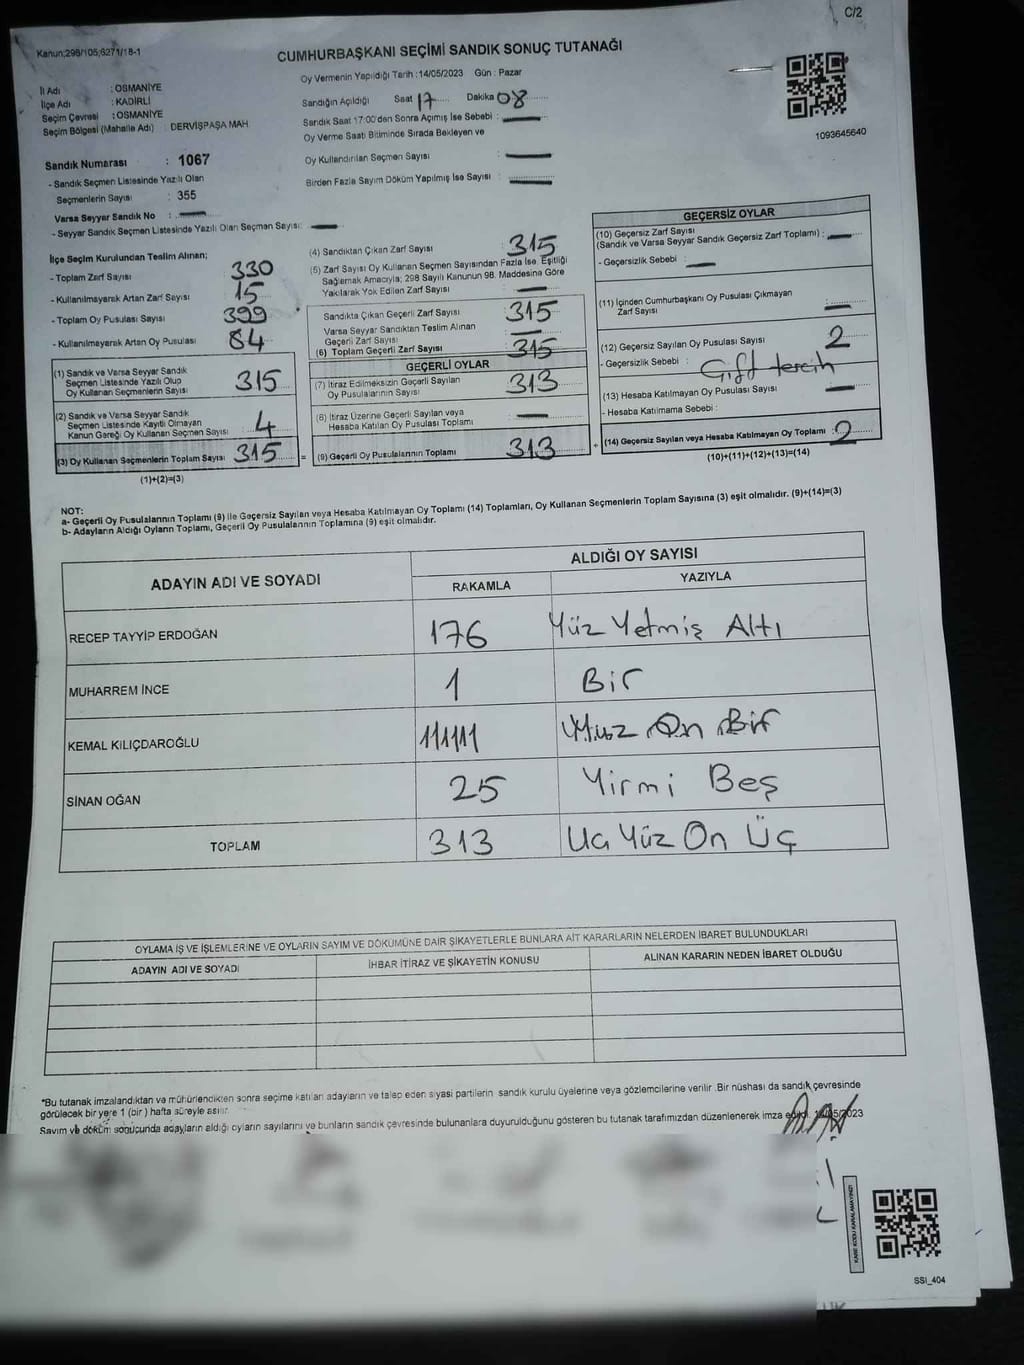 C/2
Kanun;298/105;6271/18-1
CUMHURBAŞKANI SEÇİMİ SANDIK SONUÇ TUTANAĞI
Oy Vermenin Yapıldığı Tarih :14/05/2023 Gün : Pazar
İl Adı : OSMANİYE
İlçe Adı : KADİRLİ
Seçim Çevresi : OSMANİYE
Seçim Bölgesi (Mahalle Adı) : DERVİŞPAŞA MAH.
Sandığın Açıldığı Saat 17 Dakika 08
Sandık Saat 17:00'den Sonra Açımış İse Sebebi :
Oy Verme Saati Bitiminde Sırada Bekleyen ve
Oy Kullandırılan Seçmen Sayısı :
Birden Fazla Sayım Döküm Yapılmış İse Sayısı :
1093645640
Sandık Numarası : 1067
- Sandık Seçmen Listesinde Yazılı Olan
Seçmenlerin Sayısı : 355
Varsa Seyyar Sandık No :
- Seyyar Sandık Seçmen Listesinde Yazılı Olan Seçmen Sayısı:
İlçe Seçim Kurulundan Teslim Alınan;
- Toplam Zarf Sayısı 330
- Kullanılmayarak Artan Zarf Sayısı 15
- Toplam Oy Pusulası Sayısı 399
- Kullanılmayarak Artan Oy Pusulası 84
(1) Sandık ve Varsa Seyyar Sandık
Seçmen Listesinde Yazılı Olup
Oy Kullanan Seçmenlerin Sayısı 315
(2) Sandık ve Varsa Seyyar Sandık
Seçmen Listesinde Kayıtlı Olmayan
Kanun Gereği Oy Kullanan Seçmen Sayısı 4
(3) Oy Kullanan Seçmenlerin Toplam Sayısı 315 =
(1)+(2)=(3)
(4) Sandıktan Çıkan Zarf Sayısı 315
(5) Zarf Sayısı Oy Kullanan Seçmen Sayısından Fazla İse, Eşitliği
Sağlamak Amacıyla; 298 Sayılı Kanunun 98. Maddesine Göre
Yakılarak Yok Edilen Zarf Sayısı
Sandıkta Çıkan Geçerli Zarf Sayısı 315
Varsa Seyyar Sandıktan Teslim Alınan
Geçerli Zarf Sayısı
(6) Toplam Geçerli Zarf Sayısı 315
GEÇERLİ OYLAR
(7) İtiraz Edilmeksizin Geçerli Sayılan
Oy Pusulalarının Sayısı 313
(8) İtiraz Üzerine Geçerli Sayılan veya
Hesaba Katılan Oy Pusulası Toplamı
(9) Geçerli Oy Pusulalarının Toplamı 313 +
GEÇERSİZ OYLAR
(10) Geçersiz Zarf Sayısı
(Sandık ve Varsa Seyyar Sandık Geçersiz Zarf Toplamı) :
- Geçersizlik Sebebi :
(11) İçinden Cumhurbaşkanı Oy Pusulası Çıkmayan
Zarf Sayısı
(12) Geçersiz Sayılan Oy Pusulası Sayısı 2
- Geçersizlik Sebebi : Çift tercih
(13) Hesaba Katılmayan Oy Pusulası Sayısı
- Hesaba Katılmama Sebebi :
(14) Geçersiz Sayılan veya Hesaba Katılmayan Oy Toplamı : 2
(10)+(11)+(12)+(13)=(14)
NOT:
a- Geçerli Oy Pusulalarının Toplamı (9) ile Geçersiz Sayılan veya Hesaba Katılmayan Oy Toplamı (14) Toplamları, Oy Kullanan Seçmenlerin Toplam Sayısına (3) eşit olmalıdır. (9)+(14)=(3)
b- Adayların Aldığı Oyların Toplamı, Geçerli Oy Pusulalarının Toplamına (9) eşit olmalıdır.
ADAYIN ADI VE SOYADI
ALDIĞI OY SAYISI
RAKAMLA YAZIYLA
RECEP TAYYİP ERDOĞAN 176 Yüz Yetmiş Altı
MUHARREM İNCE 1 Bir
KEMAL KILIÇDAROĞLU Yüz On Bir
SİNAN OĞAN 25 Yirmi Beş
TOPLAM 313 Üç Yüz On Üç
OYLAMA İŞ VE İŞLEMLERİNE VE OYLARIN SAYIM VE DÖKÜMÜNE DAİR ŞİKAYETLERLE BUNLARA AİT KARARLARIN NELERDEN İBARET BULUNDUKLARI
ADAYIN ADI VE SOYADI İHBAR İTİRAZ VE ŞİKAYETİN KONUSU ALINAN KARARIN NEDEN İBARET OLDUĞU
*Bu tutanak imzalandıktan ve mühürlendikten sonra seçime katılan adayların ve talep eden siyasi partilerin sandık kurulu üyelerine veya gözlemcilerine verilir .Bir nüshası da sandık çevresinde
görülecek bir yere 1 (bir ) hafta süreyle asılır.
Sayım ve döküm sonucunda adayların aldığı oyların sayılarını ve bunların sandık çevresinde bulunanlara duyurulduğunu gösteren bu tutanak tarafımızdan düzenlenerek imza edildi. 14/05/2023
KARE KODU KARALAMAYINIZ!
SSI_404